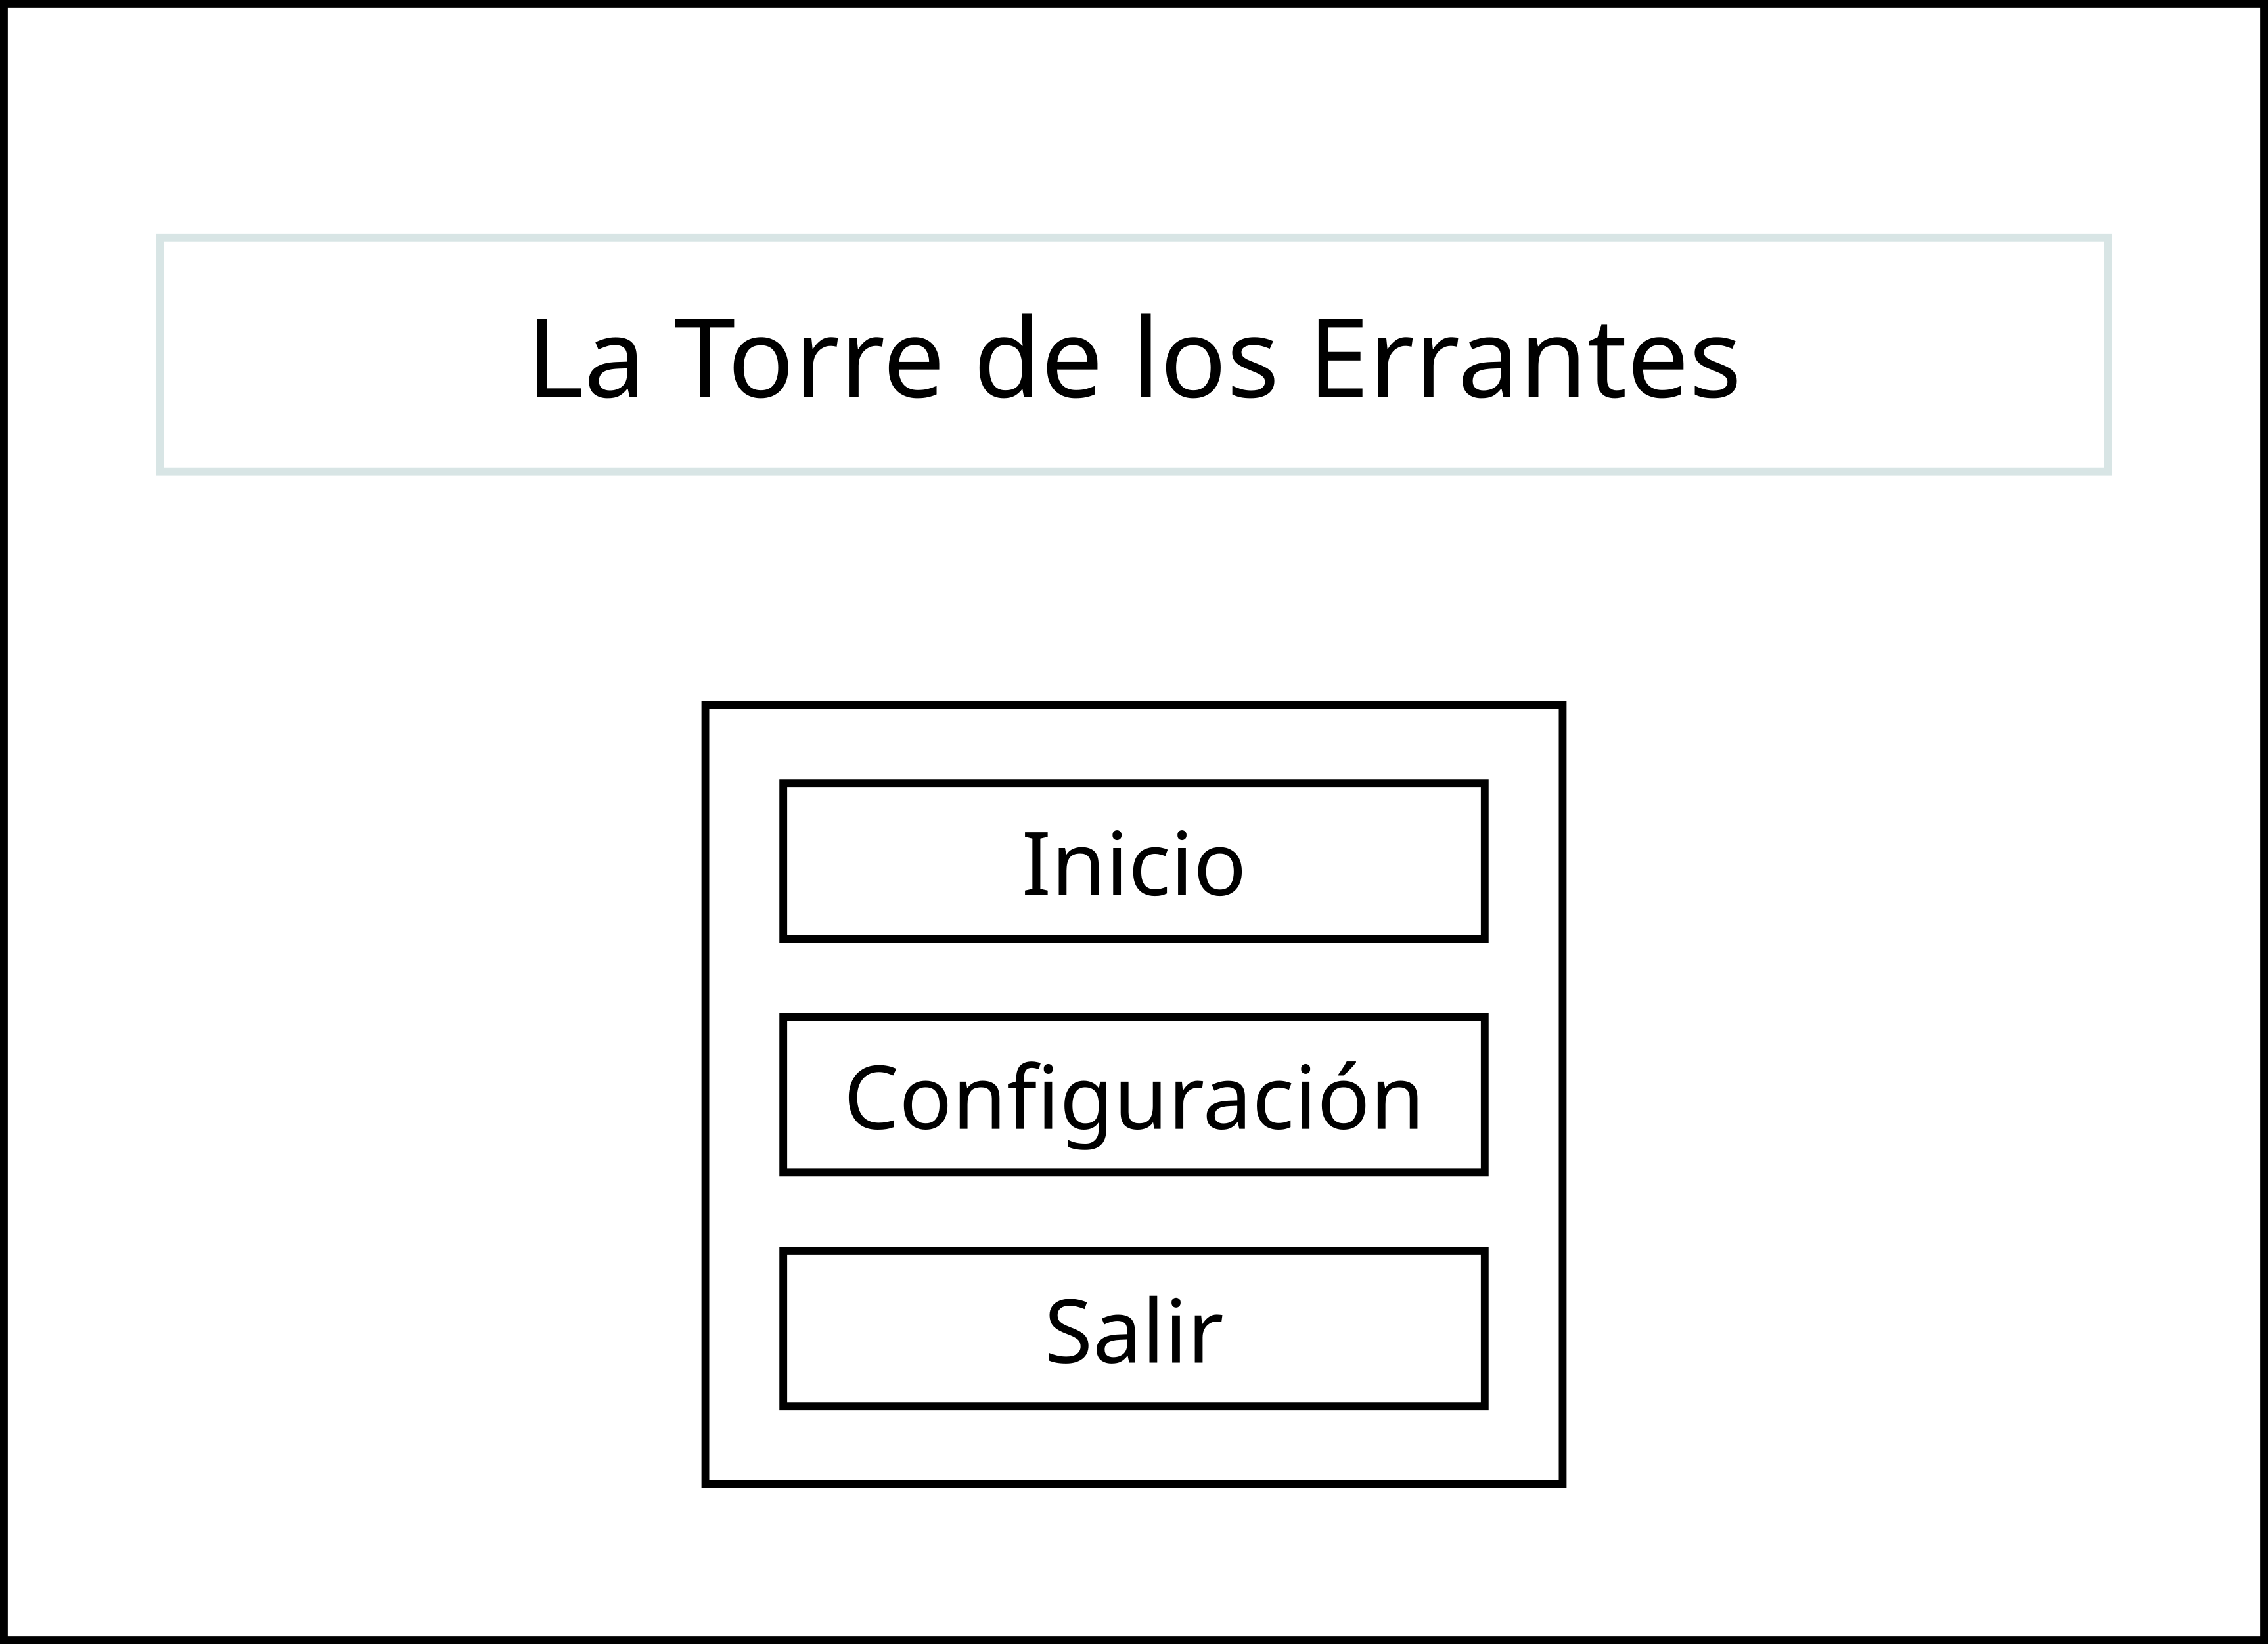 La Torre de los Errantes
Inicio
Configuración
Salir